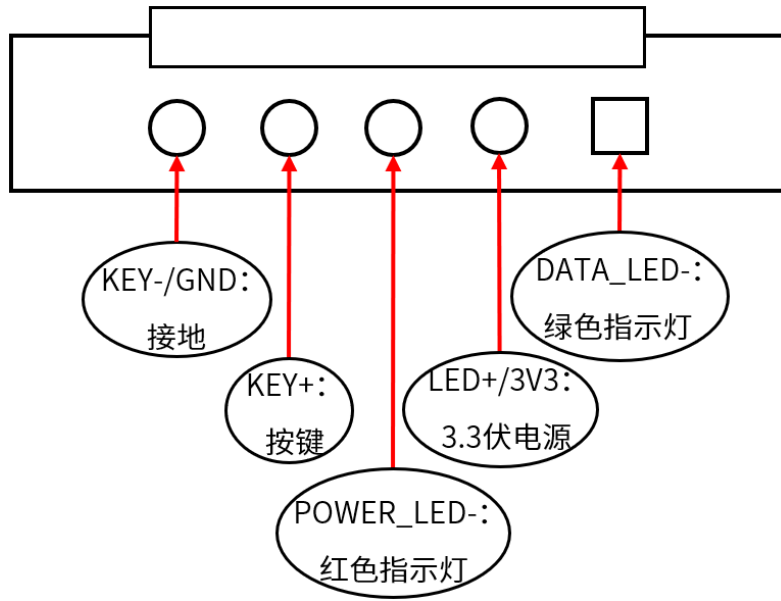 KEY-/GND：
接地
KEY+：
按键
POWER_LED-：
红色指示灯
LED+/3V3：
3.3伏电源
DATA_LED-：
绿色指示灯